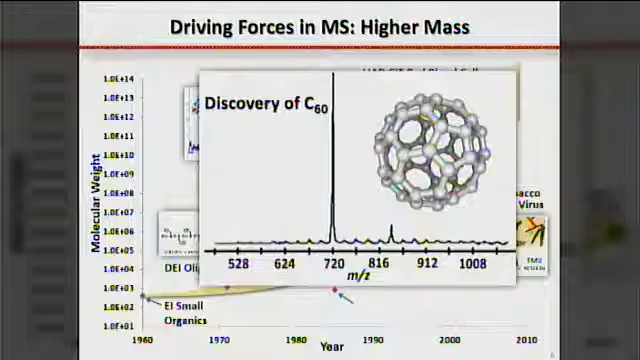 Driving Forces in MS: Higher Mass
Discovery of C60
Molecular Weight
1.0E+14
1.0E+13
1.0E+12
1.0E+11
1.0E+10
1.0E+09
1.0E+08
1.0E+07
1.0E+06
1.0E+05
1.0E+04
1.0E+03
1.0E+02
1.0E+01
528 624 720 816 912 1008
m/z
Virus
TMV
DEI
EI Small
Organics
1960 1970 1980 1990 2000 2010
Year